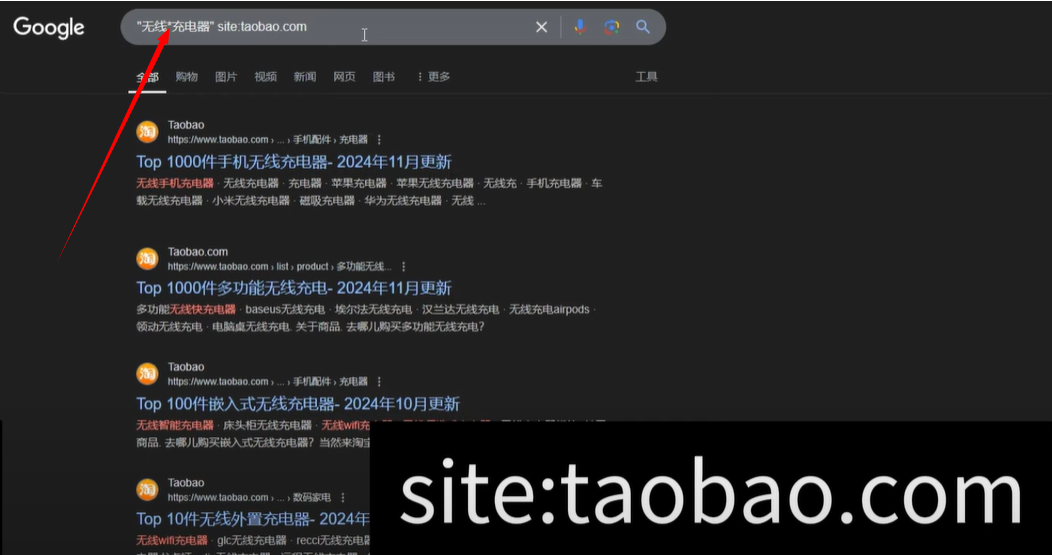 Google
"无线*充电器" site:taobao.com
全部 购物 图片 视频 新闻 网页 图书 ⋮ 更多 工具
Taobao
https://www.taobao.com › ... › 手机配件 › 充电器
Top 1000件手机无线充电器- 2024年11月更新
无线手机充电器 · 无线充电器 · 充电器 · 苹果充电器 · 苹果无线充电器 · 无线充 · 手机充电器 · 车
载无线充电器 · 小米无线充电器 · 磁吸充电器 · 华为无线充电器 · 无线 ...
Taobao.com
https://www.taobao.com › list › product › 多功能无线...
Top 1000件多功能无线充电- 2024年11月更新
多功能无线快充电器 · baseus无线充电 · 埃尔法无线充电 · 汉兰达无线充电 · 无线充电airpods ·
领动无线充电 · 电脑桌无线充电. 关于商品. 去哪儿购买多功能无线充电?
Taobao
https://www.taobao.com › ... › 手机配件 › 充电器
Top 100件嵌入式无线充电器- 2024年10月更新
无线智能充电器 · 床头柜无线充电器 · 无线wifi充
商品. 去哪儿购买嵌入式无线充电器? 当然来淘宝
Taobao
https://www.taobao.com › ... › 数码家电
Top 10件无线外置充电器- 2024年
无线wifi充电器 · glc无线充电器 · recci无线充电器
site:taobao.com